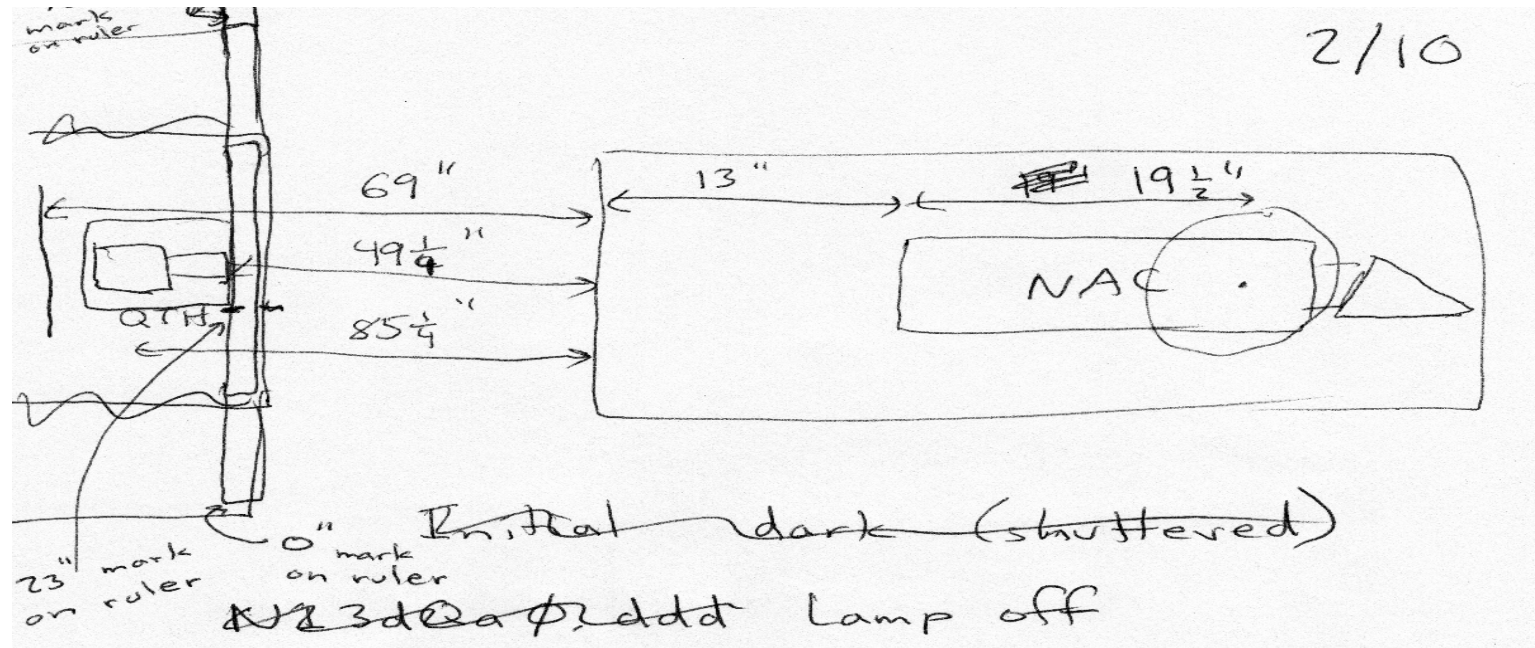 mark
on ruler
2/10
69"
13"
19 1/2"
49 1/4"
NAC
QTH
85 1/4"
Initial dark (shuttered)
0" mark
on ruler
23" mark
on ruler
Lamp off